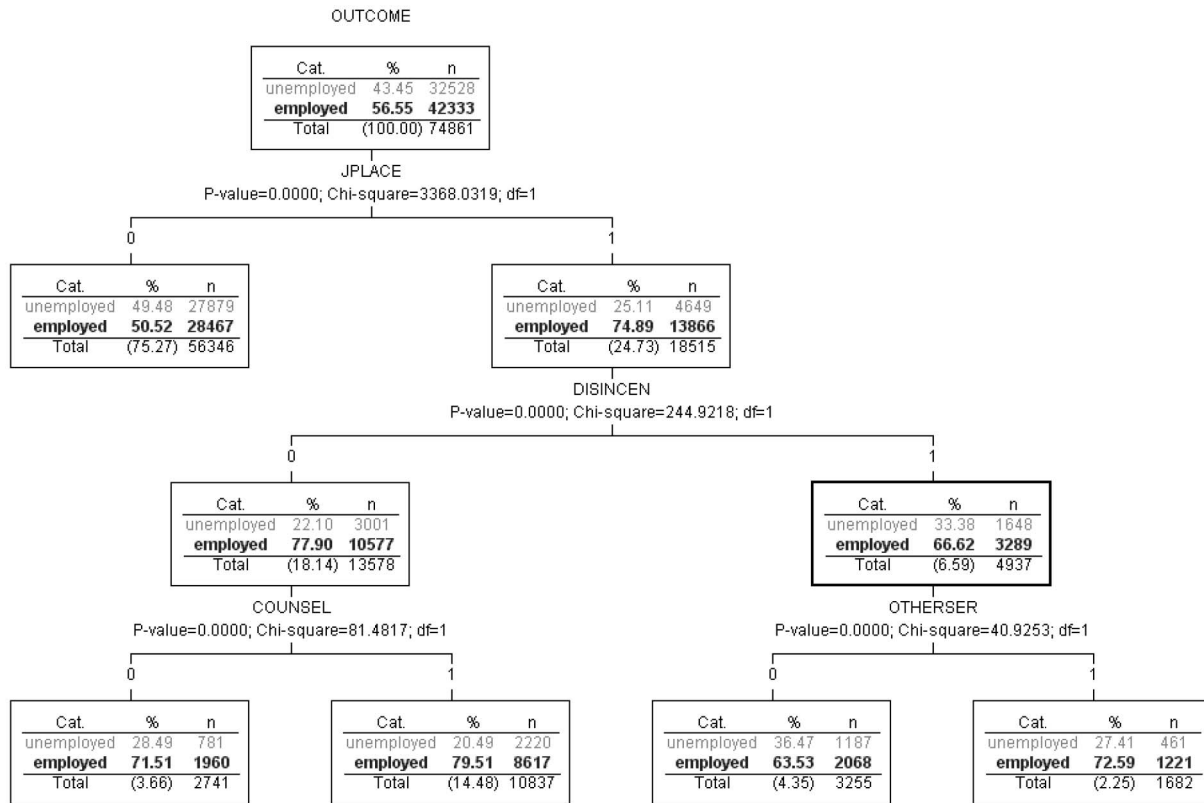 OUTCOME
Cat. % n
unemployed 43.45 32528
employed 56.55 42333
Total (100.00) 74861
JPLACE
P-value=0.0000; Chi-square=3368.0319; df=1
0
1
Cat. % n
unemployed 49.48 27879
employed 50.52 28467
Total (75.27) 56346
Cat. % n
unemployed 25.11 4649
employed 74.89 13866
Total (24.73) 18515
DISINCEN
P-value=0.0000; Chi-square=244.9218; df=1
0
1
Cat. % n
unemployed 22.10 3001
employed 77.90 10577
Total (18.14) 13578
Cat. % n
unemployed 33.38 1648
employed 66.62 3289
Total (6.59) 4937
COUNSEL
P-value=0.0000; Chi-square=81.4817; df=1
OTHERSER
P-value=0.0000; Chi-square=40.9253; df=1
0
1
0
1
Cat. % n
unemployed 28.49 781
employed 71.51 1960
Total (3.66) 2741
Cat. % n
unemployed 20.49 2220
employed 79.51 8617
Total (14.48) 10837
Cat. % n
unemployed 36.47 1187
employed 63.53 2068
Total (4.35) 3255
Cat. % n
unemployed 27.41 461
employed 72.59 1221
Total (2.25) 1682